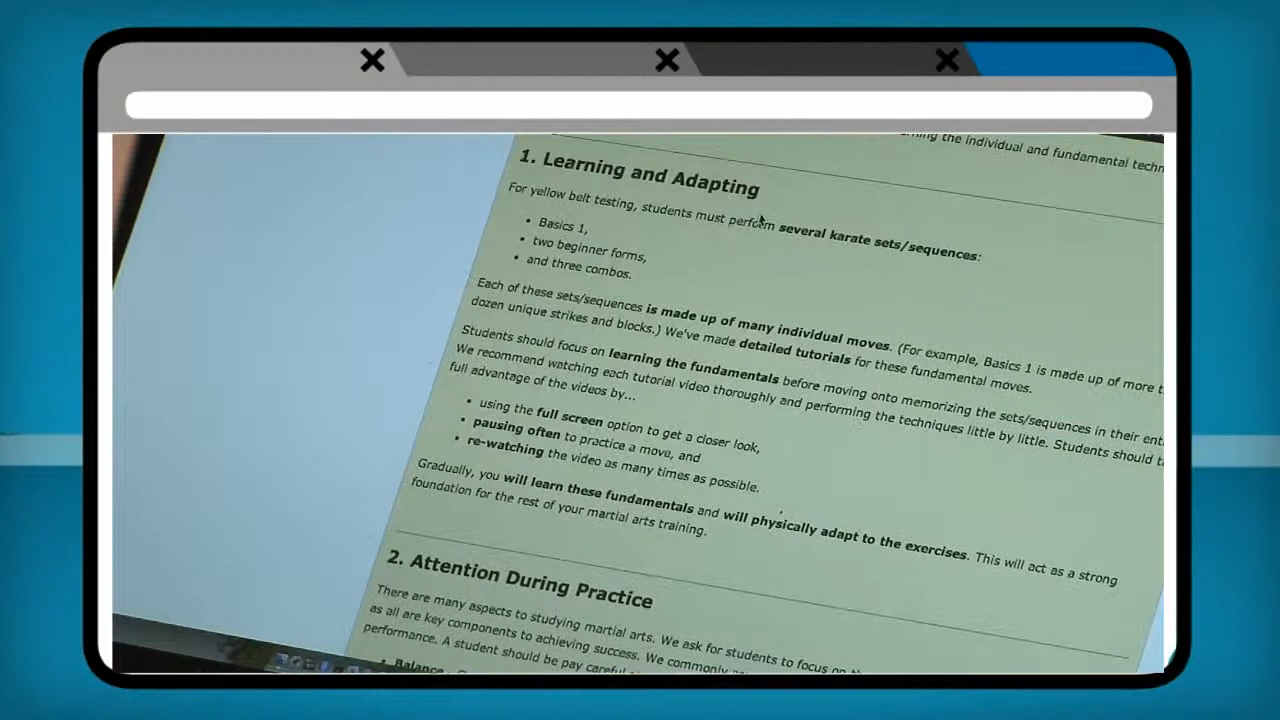 rning the individual and fundamental techn
1. Learning and Adapting
For yellow belt testing, students must perform several karate sets/sequences:
• Basics 1,
• two beginner forms,
• and three combos.
Each of these sets/sequences is made up of many individual moves. (For example, Basics 1 is made up of more t
dozen unique strikes and blocks.) We've made detailed tutorials for these fundamental moves.
Students should focus on learning the fundamentals before moving onto memorizing the sets/sequences in their ent
We recommend watching each tutorial video thoroughly and performing the techniques little by little. Students should ta
full advantage of the videos by...
• using the full screen option to get a closer look,
• pausing often to practice a move, and
• re-watching the video as many times as possible.
Gradually, you will learn these fundamentals and will physically adapt to the exercises. This will act as a strong
foundation for the rest of your martial arts training.
2. Attention During Practice
There are many aspects to studying martial arts. We ask for students to focus on
as all are key components to achieving success. We commonly
performance. A student should be pay careful
• Balance